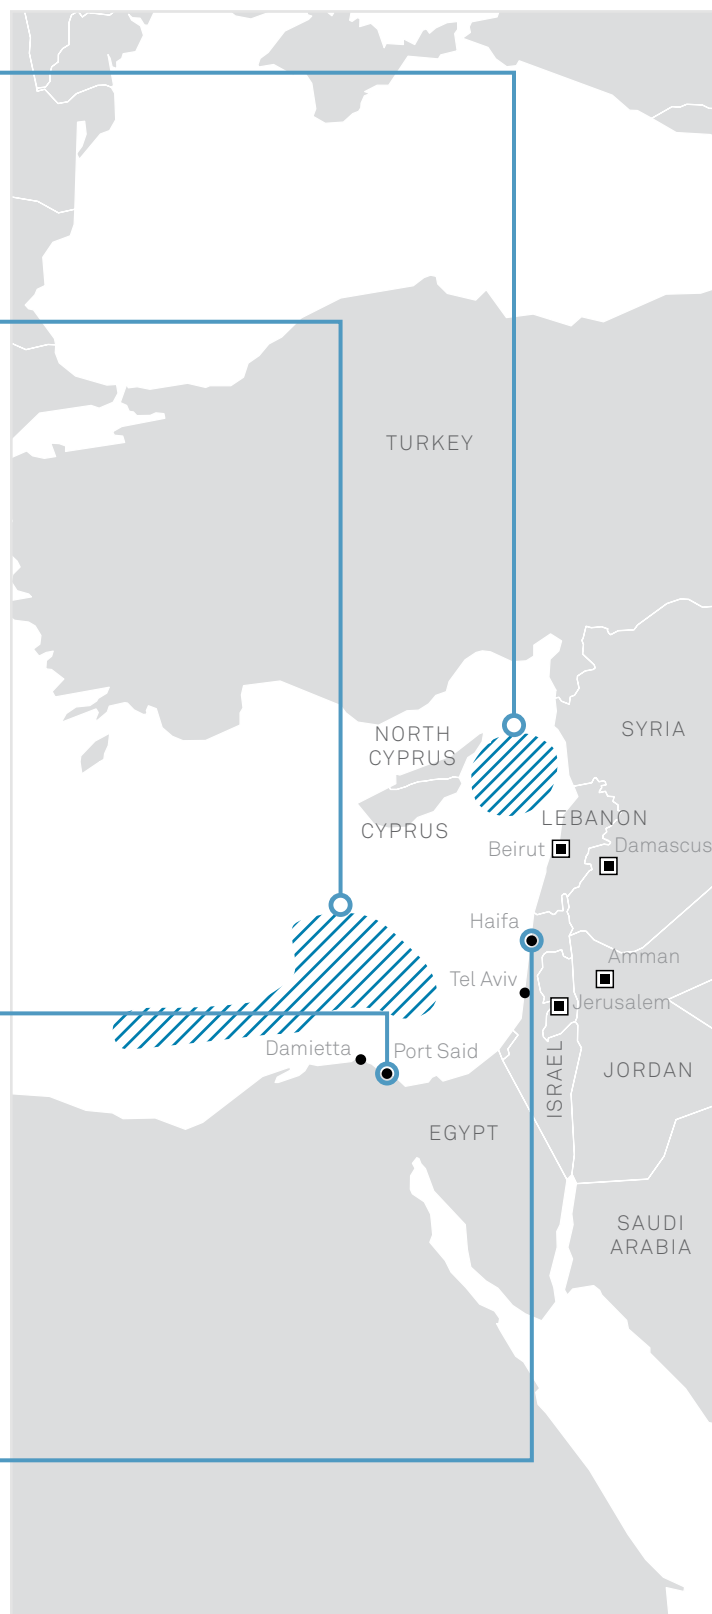 TURKEY
NORTH
CYPRUS
SYRIA
CYPRUS
LEBANON
Beirut
Damascus
Haifa
Amman
Tel Aviv
Jerusalem
Damietta
Port Said
ISRAEL
JORDAN
EGYPT
SAUDI
ARABIA